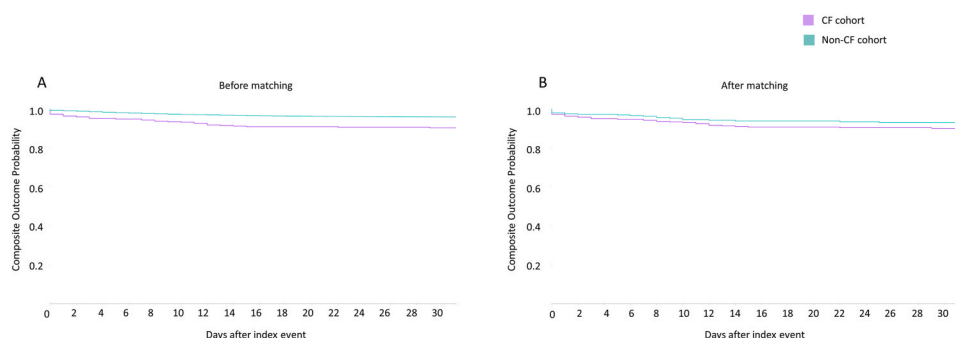 CF cohort
Non-CF cohort
A
Before matching
Composite Outcome Probability
1.0
0.8
0.6
0.4
0.2
0 2 4 6 8 10 12 14 16 18 20 22 24 26 28 30
Days after index event
B
After matching
Composite Outcome Probability
1.0
0.8
0.6
0.4
0.2
0 2 4 6 8 10 12 14 16 18 20 22 24 26 28 30
Days after index event